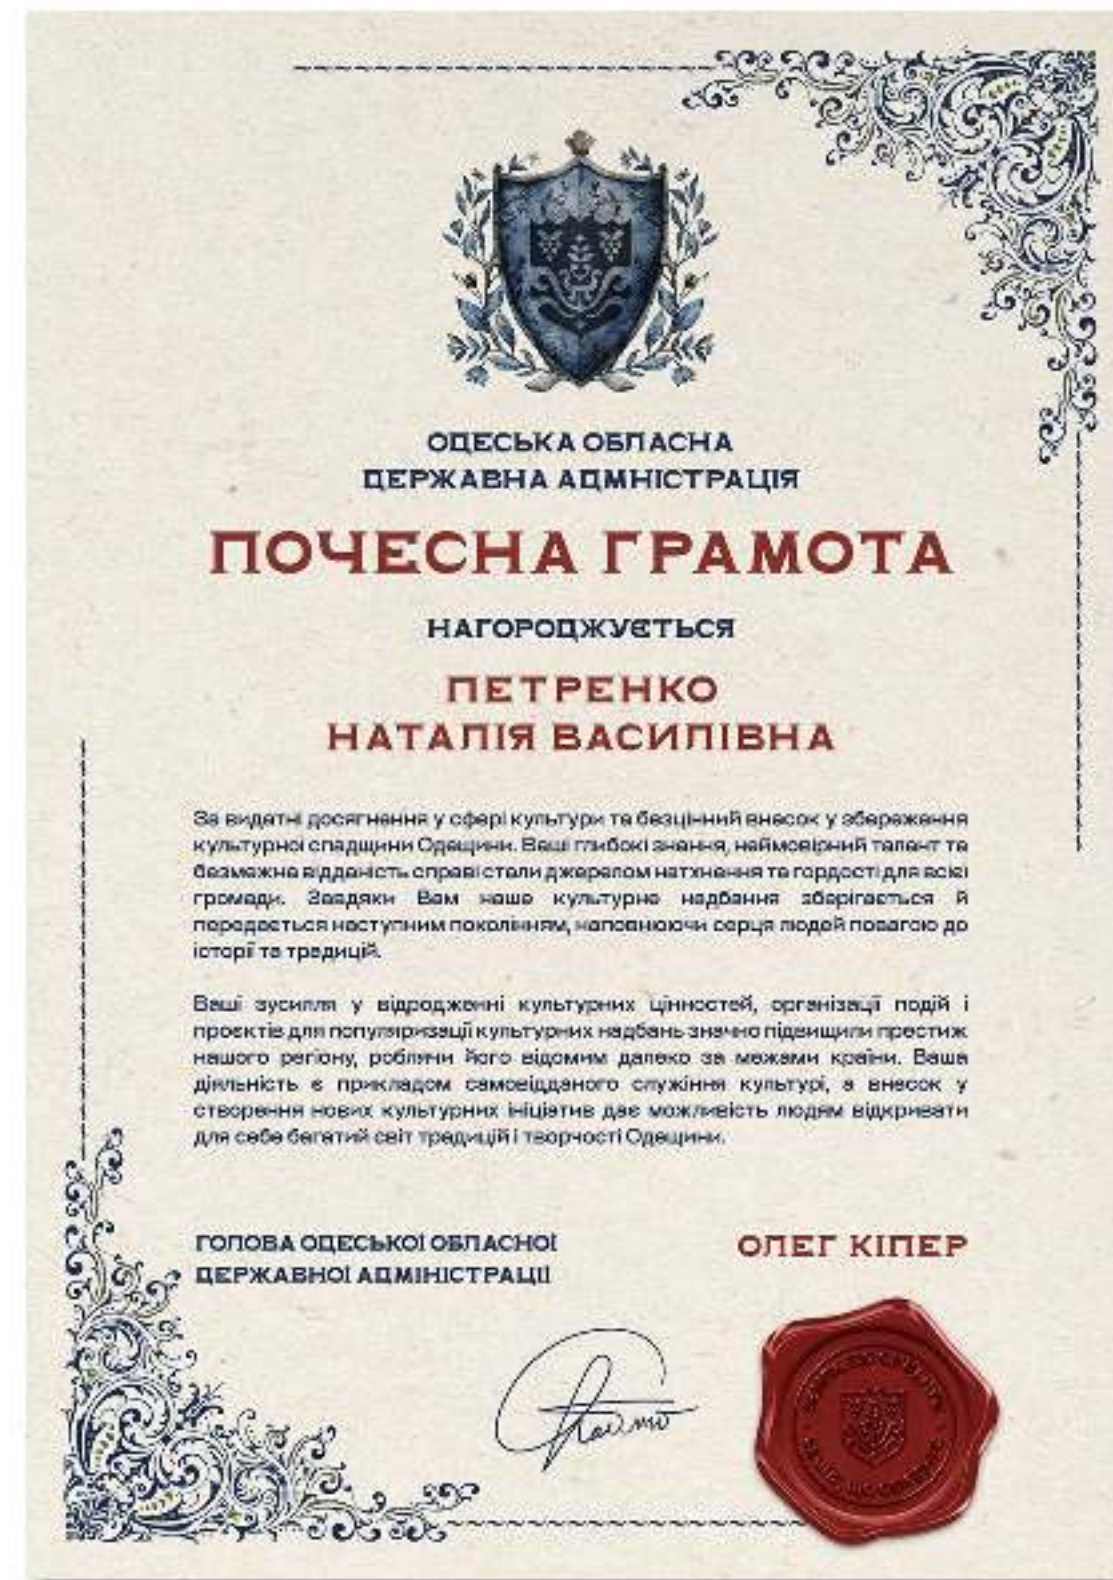 ОДЕСЬКА ОБЛАСНА
ДЕРЖАВНА АДМНІСТРАЦІЯ
ПОЧЕСНА ГРАМОТА
НАГОРОДЖУЄТЬСЯ
ПЕТРЕНКО
НАТАЛІЯ ВАСИЛІВНА
За видатні досягнення у сфері культури та безцінний внесок у збереження
культурної спадщини Одещини. Ваші глибокі знання, неймовірний талант та
безмежна відданість справі стали джерелом натхнення та гордості для всієї
громади. Завдяки Вам наше культурне надбання зберігається й
передається наступним поколінням, наповнюючи серця людей повагою до
історії та традицій.
Ваші зусилля у відродженні культурних цінностей, організації подій і
проєктів для популяризації культурних надбань значно підвищили престиж
нашого регіону, роблячи його відомим далеко за межами країни. Ваша
діяльність є прикладом самовідданого служіння культурі, а внесок у
створення нових культурних ініціатив дає можливість людям відкривати
для себе багатий світ традицій і творчості Одещини.
ГОЛОВА ОДЕСЬКОЇ ОБЛАСНОЇ
ДЕРЖАВНОЇ АДМІНІСТРАЦІЇ
ОЛЕГ КІПЕР